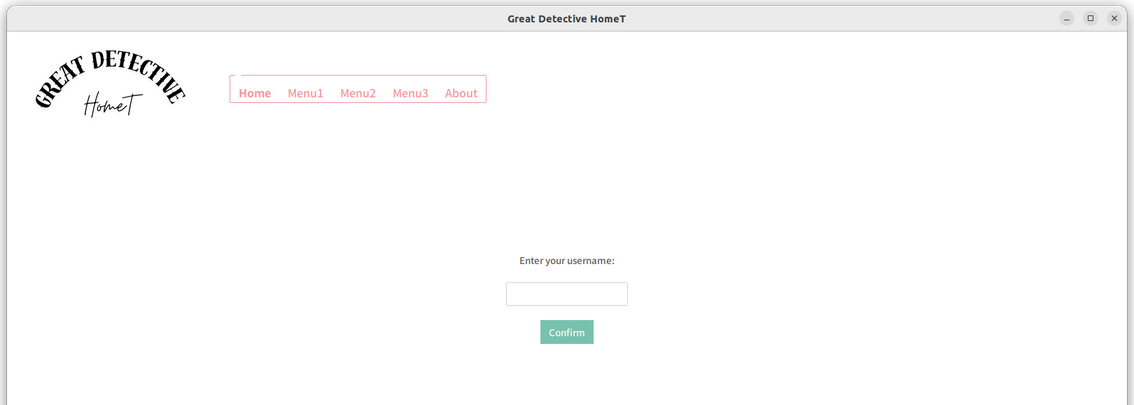 Great Detective HomeT
GREAT DETECTIVE
HomeT
Home Menu1 Menu2 Menu3 About
Enter your username:
Confirm